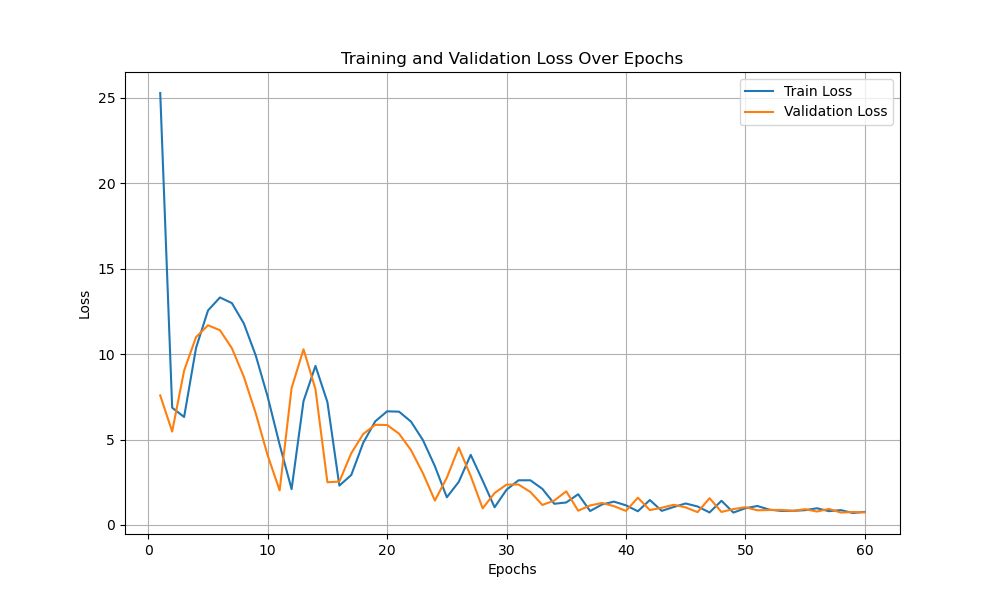 Training and Validation Loss Over Epochs
Train Loss
Validation Loss
25
20
15
10
5
0
Loss
0 10 20 30 40 50 60
Epochs